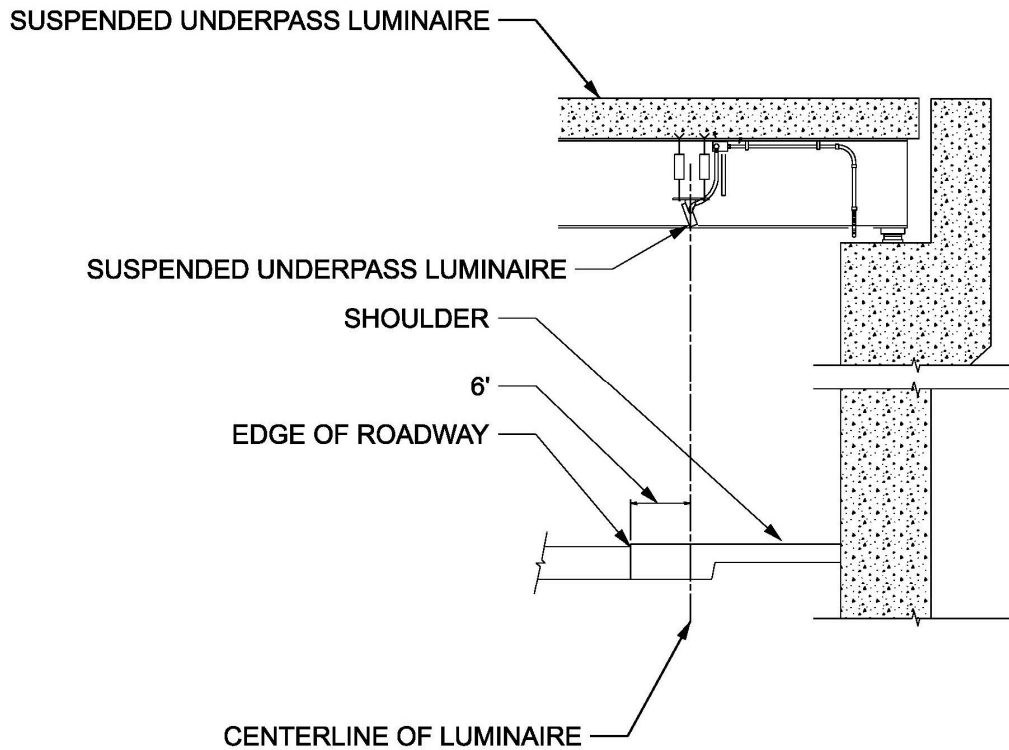 SUSPENDED UNDERPASS LUMINAIRE
SUSPENDED UNDERPASS LUMINAIRE
SHOULDER
6'
EDGE OF ROADWAY
CENTERLINE OF LUMINAIRE